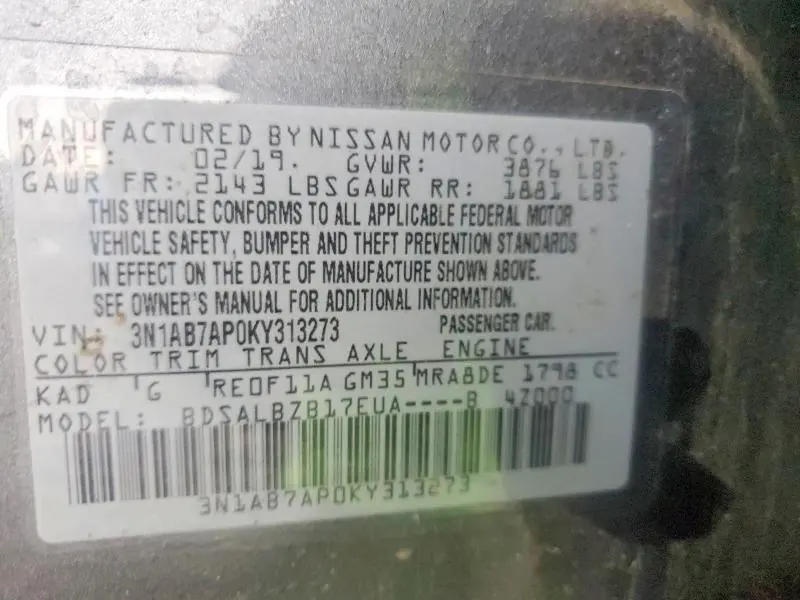 MANUFACTURED BY NISSAN MOTOR CO., LTD.
DATE: 02/19. GVWR: 3876 LBS
GAWR FR: 2143 LBS GAWR RR: 1881 LBS
THIS VEHICLE CONFORMS TO ALL APPLICABLE FEDERAL MOTOR
VEHICLE SAFETY, BUMPER AND THEFT PREVENTION STANDARDS
IN EFFECT ON THE DATE OF MANUFACTURE SHOWN ABOVE.
SEE OWNER'S MANUAL FOR ADDITIONAL INFORMATION.
VIN: 3N1AB7AP0KY313273 PASSENGER CAR.
COLOR TRIM TRANS AXLE ENGINE
KAD G RE0F11A GM35 MRA8DE 1798 CC
MODEL: BDSALBZB17EUA----B 4Z000
3N1AB7AP0KY313273